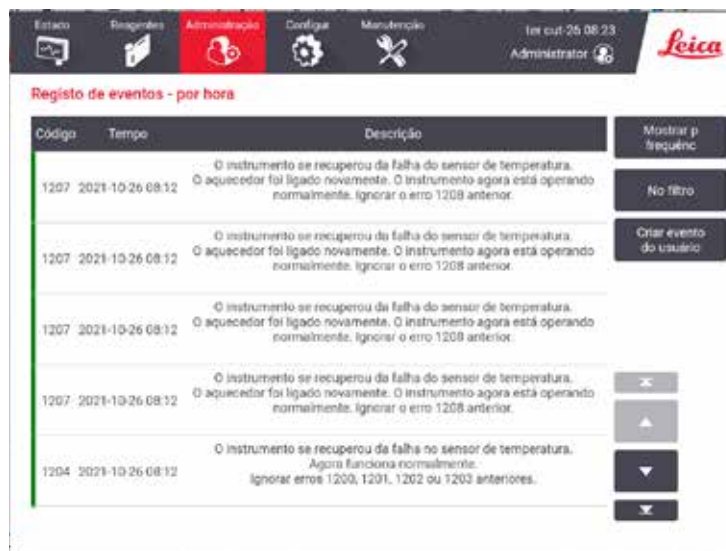 Estado Reagentes Administração Configur Manutenção
ter out-26 08:23
Administrator
Leica
Registo de eventos - por hora
Código Tempo Descrição
Mostrar p
frequênc
No filtro
Criar evento
do usuário
O instrumento se recuperou da falha do sensor de temperatura.
1207 2021-10-26 08:12 O aquecedor foi ligado novamente. O instrumento agora está operando
normalmente. Ignorar o erro 1208 anterior.
O instrumento se recuperou da falha do sensor de temperatura.
1207 2021-10-26 08:12 O aquecedor foi ligado novamente. O instrumento agora está operando
normalmente. Ignorar o erro 1208 anterior.
O instrumento se recuperou da falha do sensor de temperatura.
1207 2021-10-26 08:12 O aquecedor foi ligado novamente. O instrumento agora está operando
normalmente. Ignorar o erro 1208 anterior.
O instrumento se recuperou da falha do sensor de temperatura.
1207 2021-10-26 08:12 O aquecedor foi ligado novamente. O instrumento agora está operando
normalmente. Ignorar o erro 1208 anterior.
O instrumento se recuperou da falha no sensor de temperatura.
1204 2021-10-26 08:12 Agora funciona normalmente.
Ignorar erros 1200, 1201, 1202 ou 1203 anteriores.